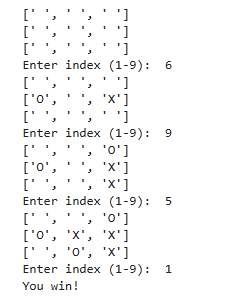 [' ', ' ', ' ']
[' ', ' ', ' ']
[' ', ' ', ' ']
Enter index (1-9):  6
[' ', ' ', ' ']
['O', ' ', 'X']
[' ', ' ', ' ']
Enter index (1-9):  9
[' ', ' ', 'O']
['O', ' ', 'X']
[' ', ' ', 'X']
Enter index (1-9):  5
[' ', ' ', 'O']
['O', 'X', 'X']
[' ', 'O', 'X']
Enter index (1-9):  1
You win!